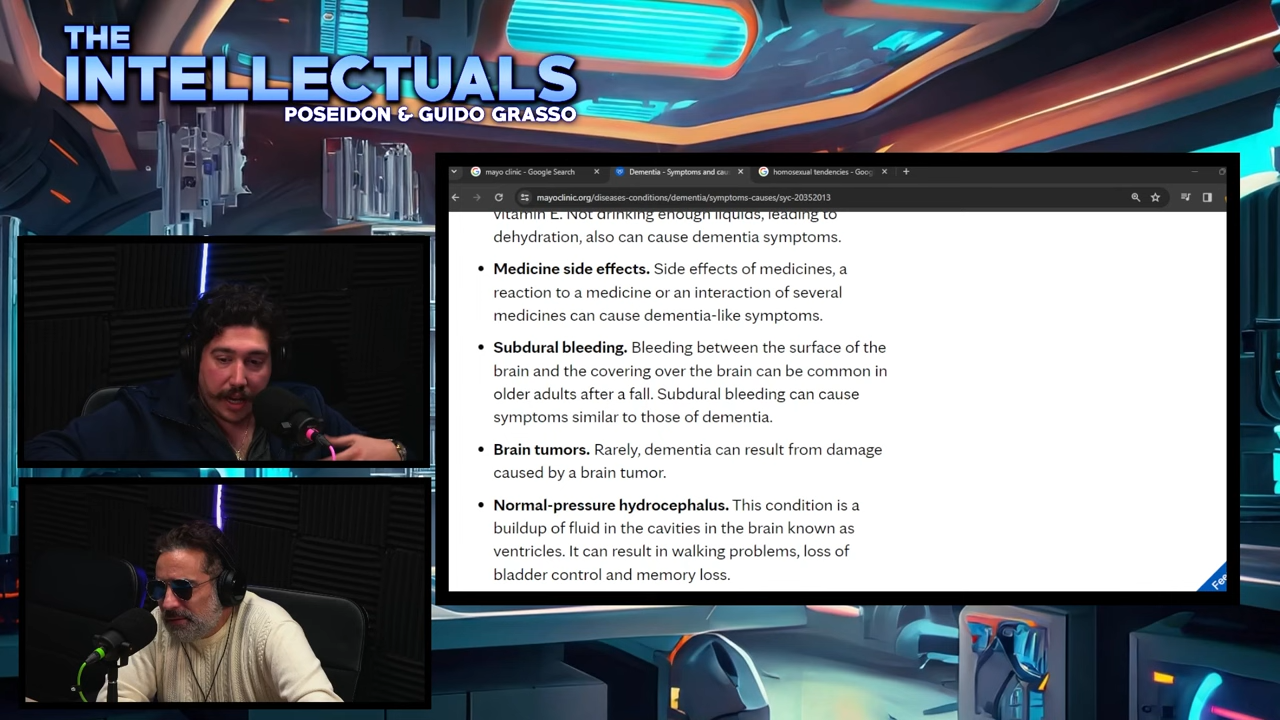 THE
INTELLECTUALS
POSEIDON & GUIDO GRASSO
mayo clinic - Google Search
Dementia - Symptoms and cau
homosexual tendencies - Goog
mayoclinic.org/diseases-conditions/dementia/symptoms-causes/syc-20352013
vitamin E. Not drinking enough liquids, leading to
dehydration, also can cause dementia symptoms.
• Medicine side effects. Side effects of medicines, a
reaction to a medicine or an interaction of several
medicines can cause dementia-like symptoms.
• Subdural bleeding. Bleeding between the surface of the
brain and the covering over the brain can be common in
older adults after a fall. Subdural bleeding can cause
symptoms similar to those of dementia.
• Brain tumors. Rarely, dementia can result from damage
caused by a brain tumor.
• Normal-pressure hydrocephalus. This condition is a
buildup of fluid in the cavities in the brain known as
ventricles. It can result in walking problems, loss of
bladder control and memory loss.
Fee